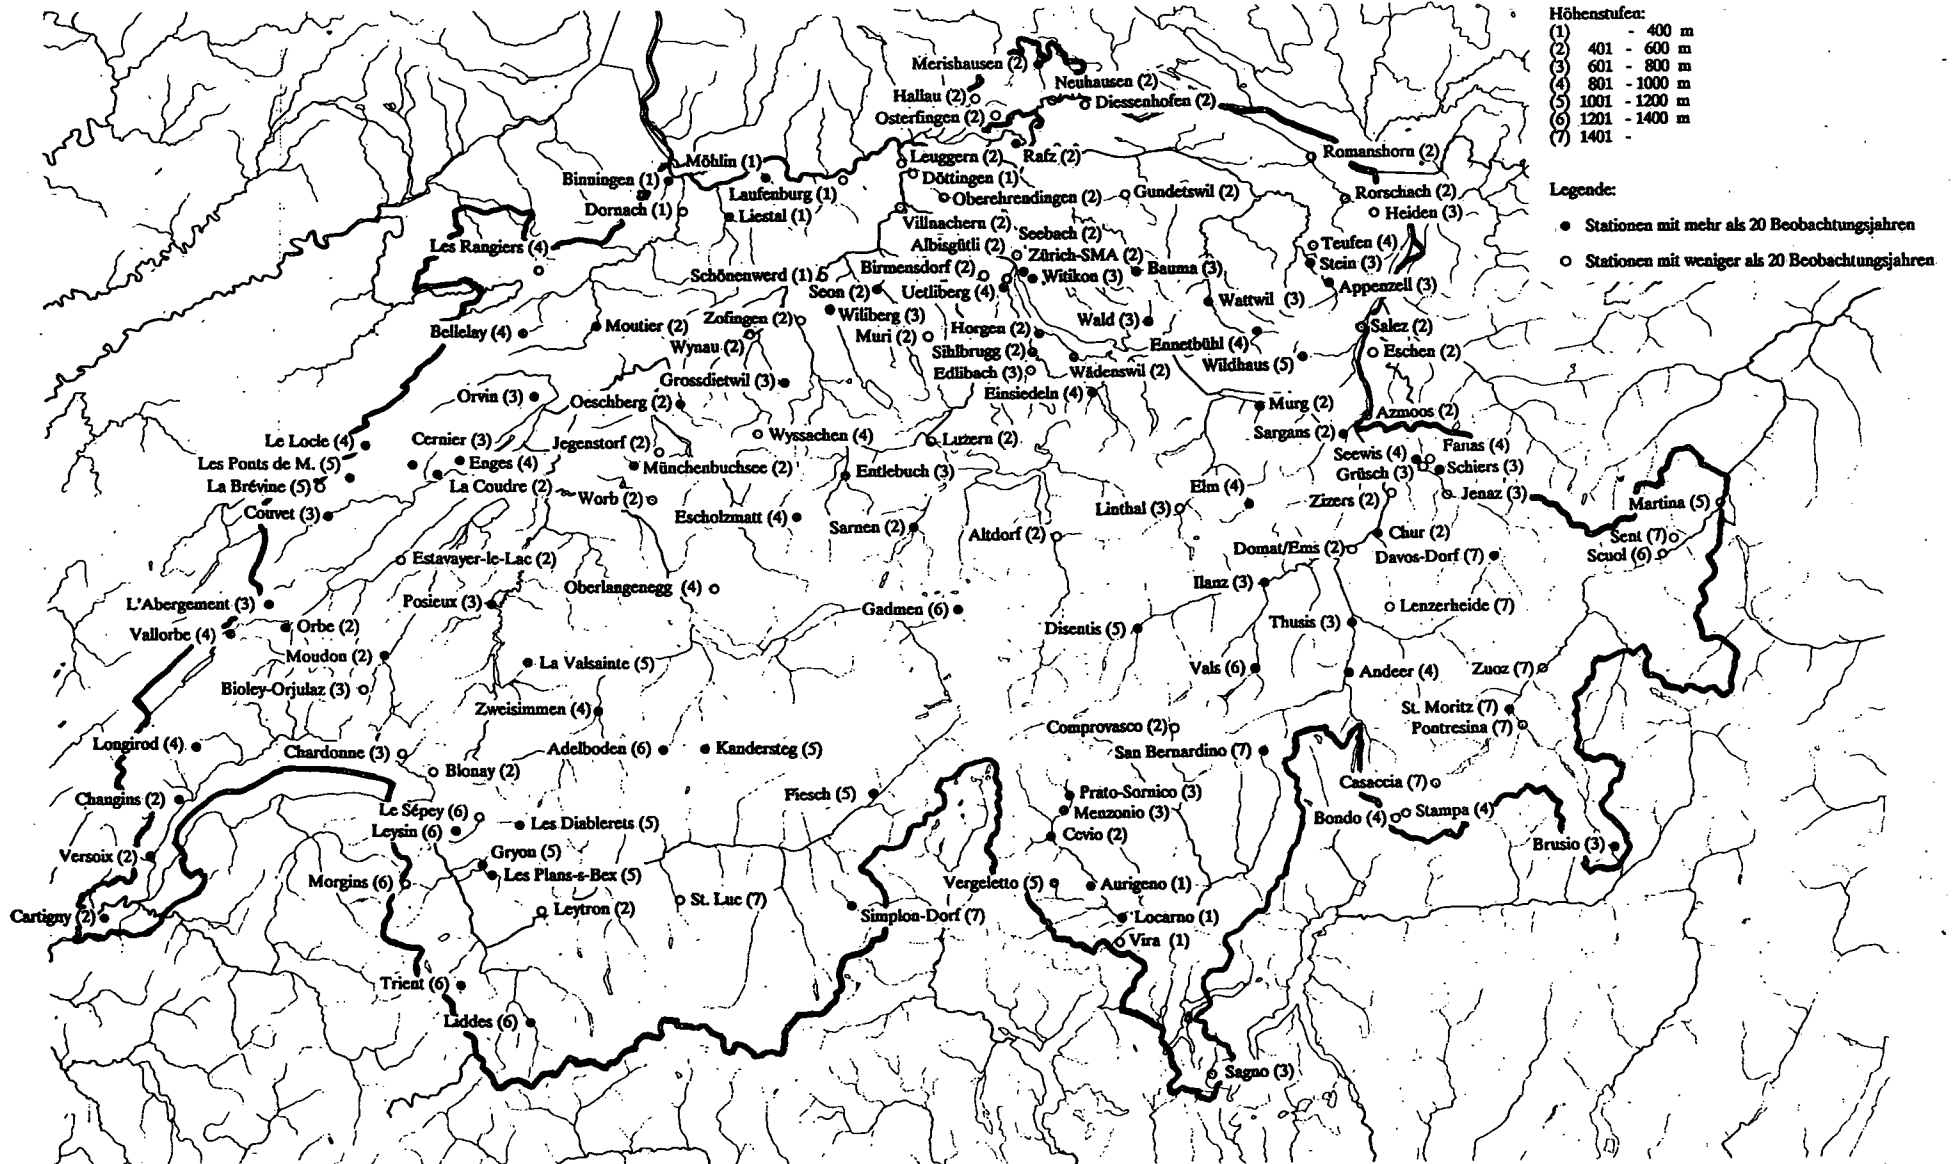 Höhenstufen:
(1) - 400 m
(2) 401 - 600 m
(3) 601 - 800 m
(4) 801 - 1000 m
(5) 1001 - 1200 m
(6) 1201 - 1400 m
(7) 1401 -
Legende:
● Stationen mit mehr als 20 Beobachtungsjahren
○ Stationen mit weniger als 20 Beobachtungsjahren
Merishausen (2)
Neuhausen (2)
Hallau (2)
Diessenhofen (2)
Osterfingen (2)
Romanshorn (2)
Leuggern (2)
Rafz (2)
Möhlin (1)
Binningen (1)
Döttingen (1)
Laufenburg (1)
Oberehrendingen (2)
Gundetswil (2)
Rorschach (2)
Dornach (1)
Liestal (1)
Heiden (3)
Villnachern (2)
Seebach (2)
Les Rangiers (4)
Albisgütli (2)
Teufen (4)
Zürich-SMA (2)
Stein (3)
Schönenwerd (1)
Birmensdorf (2)
Witikon (3)
Bauma (3)
Seon (2)
Uetliberg (4)
Appenzell (3)
Wattwil (3)
Wiliberg (3)
Zofingen (2)
Wald (3)
Bellelay (4)
Moutier (2)
Horgen (2)
Salez (2)
Muri (2)
Wynau (2)
Ennetbühl (4)
Sihlbrugg (2)
Eschen (2)
Wildhaus (5)
Edlibach (3)
Wädenswil (2)
Grossdietwil (3)
Einsiedeln (4)
Orvin (3)
Oeschberg (2)
Murg (2)
Azmoos (2)
Le Locle (4)
Cernier (3)
Jegenstorf (2)
Wyssachen (4)
Luzern (2)
Sargans (2)
Fanas (4)
Les Ponts de M. (5)
Enges (4)
Münchenbuchsee (2)
Entlebuch (3)
Seewis (4)
Grüsch (3)
Schiers (3)
La Brévine (5)
La Coudre (2)
Elm (4)
Zizers (2)
Jenaz (3)
Worb (2)
Martina (5)
Couvet (3)
Escholzmatt (4)
Sarnen (2)
Linthal (3)
Altdorf (2)
Chur (2)
Sent (7)
Domat/Ems (2)
Davos-Dorf (7)
Scuol (6)
Estavayer-le-Lac (2)
Oberlangenegg (4)
Ilanz (3)
L'Abergement (3)
Posieux (3)
Gadmen (6)
Lenzerheide (7)
Vallorbe (4)
Orbe (2)
Disentis (5)
Thusis (3)
Moudon (2)
La Valsainte (5)
Vals (6)
Andeer (4)
Zuoz (7)
Bioley-Orjulaz (3)
Zweisimmen (4)
St. Moritz (7)
Comprovasco (2)
Pontresina (7)
Longirod (4)
Chardonne (3)
Adelboden (6)
Kandersteg (5)
San Bernardino (7)
Blonay (2)
Casaccia (7)
Changins (2)
Fiesch (5)
Prato-Sornico (3)
Le Sépey (6)
Menzonio (3)
Bondo (4)
Stampa (4)
Leysin (6)
Les Diablerets (5)
Cevio (2)
Brusio (3)
Versoix (2)
Gryon (5)
Les Plans-s-Bex (5)
Morgins (6)
Vergeletto (5)
Aurigeno (1)
St. Luc (7)
Leytron (2)
Simplon-Dorf (7)
Cartigny (2)
Locarno (1)
Vira (1)
Trient (6)
Liddes (6)
Sagno (3)